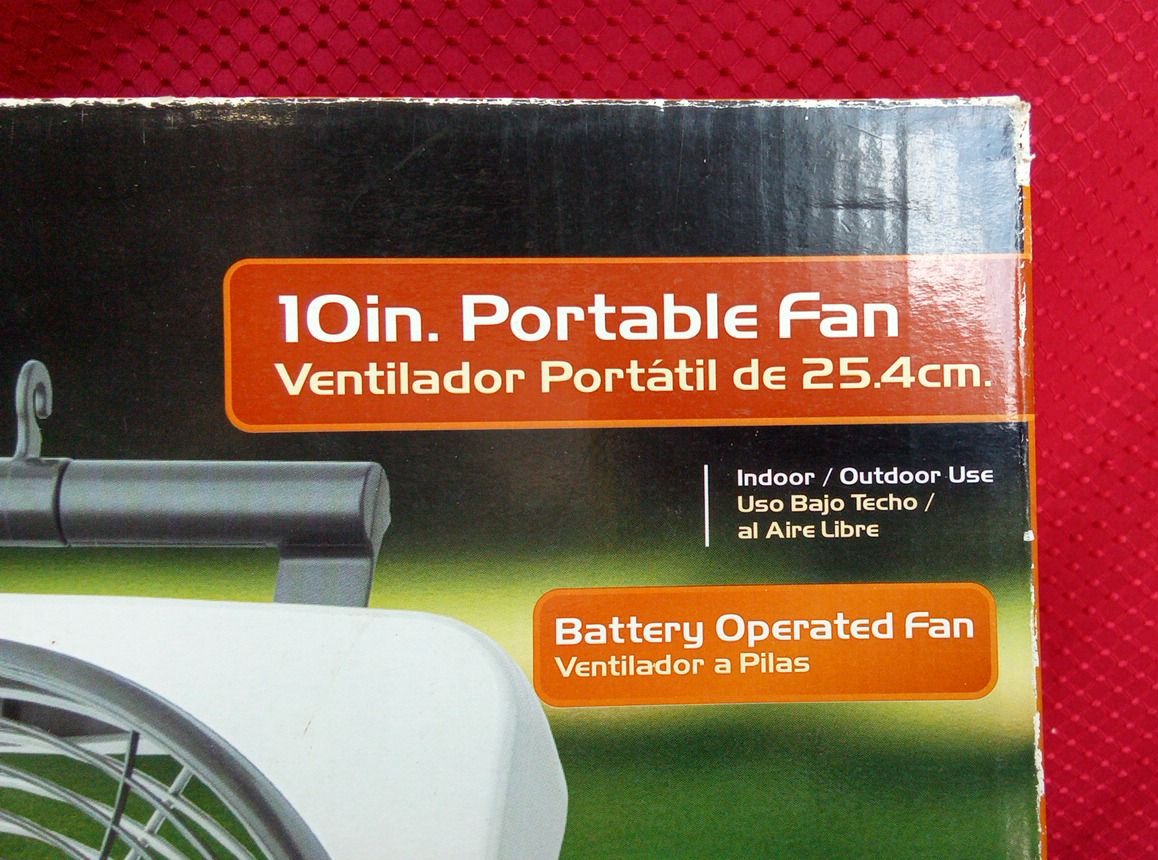 10in. Portable Fan
Ventilador Portátil de 25.4cm.
Indoor / Outdoor Use
Uso Bajo Techo /
al Aire Libre
Battery Operated Fan
Ventilador a Pilas